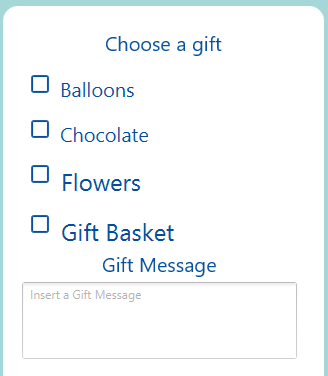 Choose a gift
Balloons
Chocolate
Flowers
Gift Basket
Gift Message
Insert a Gift Message